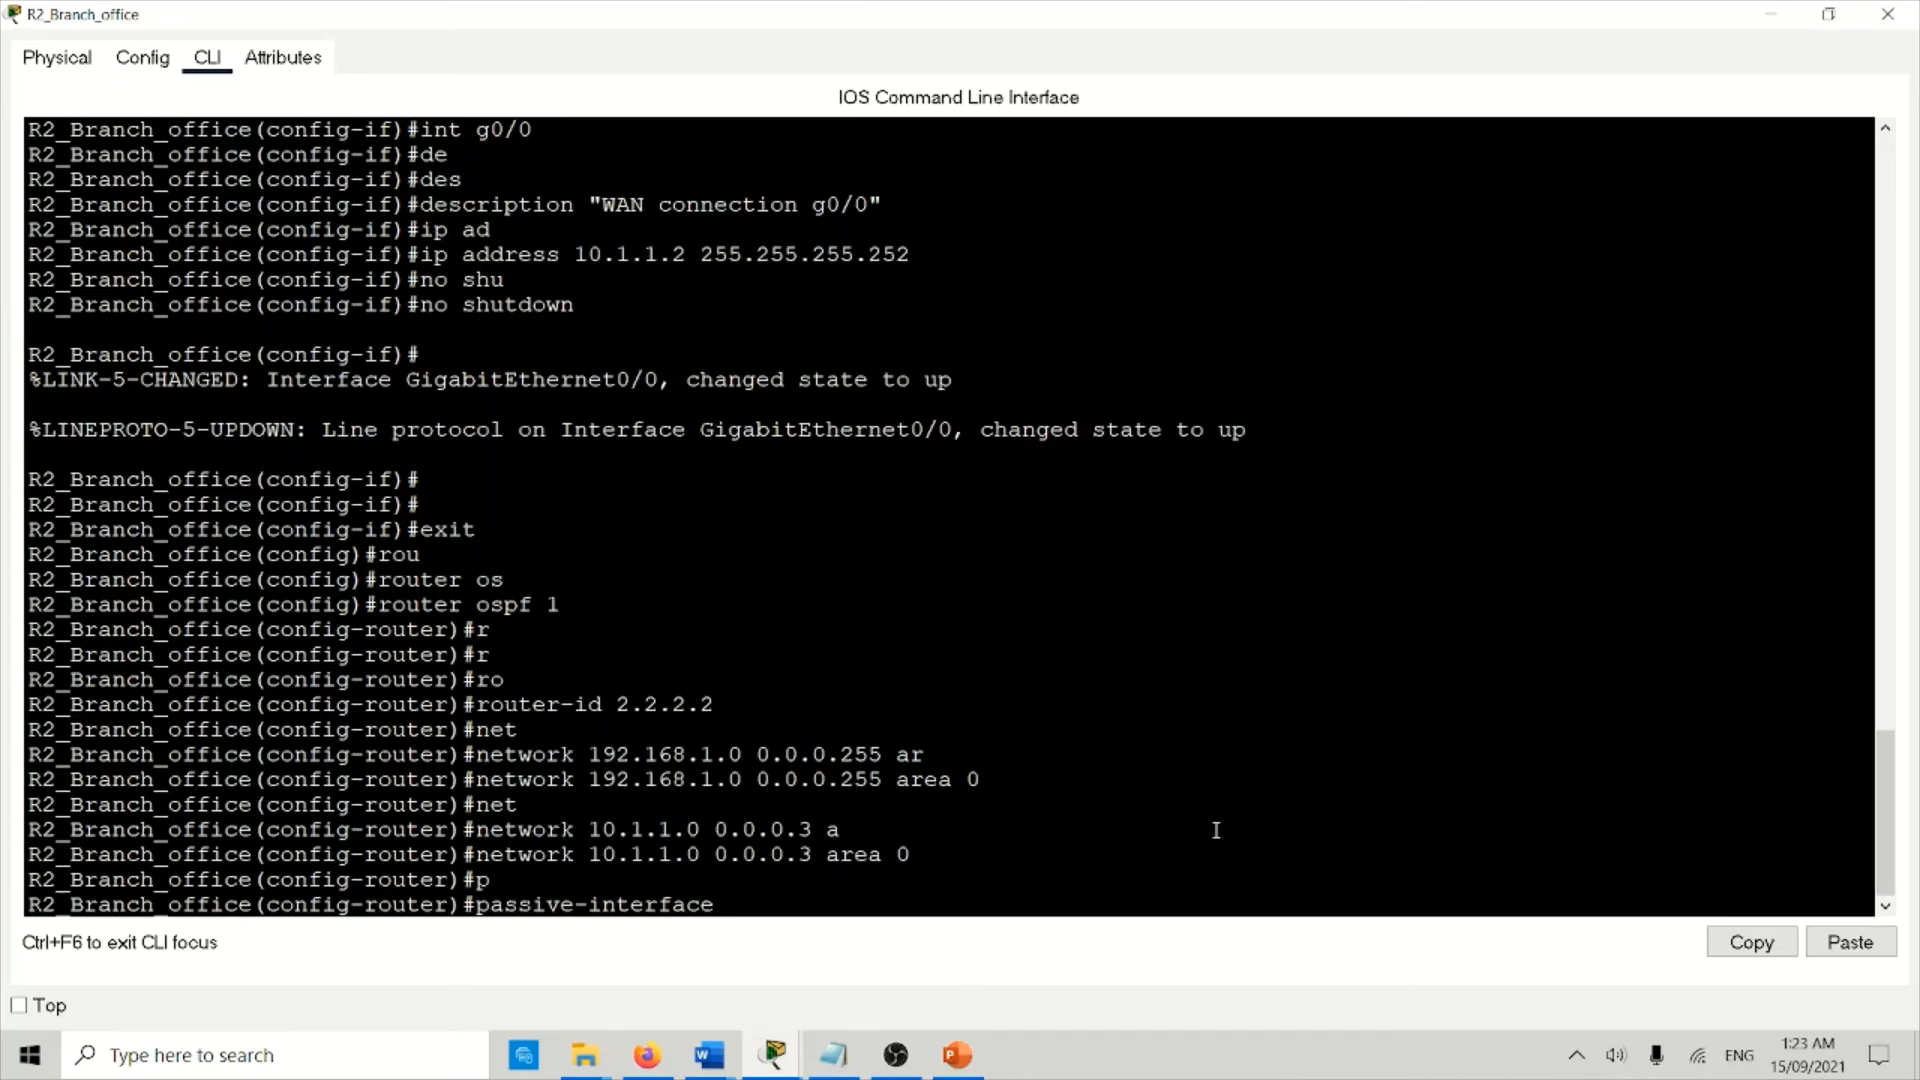 R2_Branch_office
Physical Config CLI Attributes
IOS Command Line Interface
R2_Branch_office(config-if)#int g0/0
R2_Branch_office(config-if)#de
R2_Branch_office(config-if)#des
R2_Branch_office(config-if)#description "WAN connection g0/0"
R2_Branch_office(config-if)#ip ad
R2_Branch_office(config-if)#ip address 10.1.1.2 255.255.255.252
R2_Branch_office(config-if)#no shu
R2_Branch_office(config-if)#no shutdown
R2_Branch_office(config-if)#
%LINK-5-CHANGED: Interface GigabitEthernet0/0, changed state to up
%LINEPROTO-5-UPDOWN: Line protocol on Interface GigabitEthernet0/0, changed state to up
R2_Branch_office(config-if)#
R2_Branch_office(config-if)#
R2_Branch_office(config-if)#exit
R2_Branch_office(config)#rou
R2_Branch_office(config)#router os
R2_Branch_office(config)#router ospf 1
R2_Branch_office(config-router)#r
R2_Branch_office(config-router)#r
R2_Branch_office(config-router)#ro
R2_Branch_office(config-router)#router-id 2.2.2.2
R2_Branch_office(config-router)#net
R2_Branch_office(config-router)#network 192.168.1.0 0.0.0.255 ar
R2_Branch_office(config-router)#network 192.168.1.0 0.0.0.255 area 0
R2_Branch_office(config-router)#net
R2_Branch_office(config-router)#network 10.1.1.0 0.0.0.3 a
R2_Branch_office(config-router)#network 10.1.1.0 0.0.0.3 area 0
R2_Branch_office(config-router)#p
R2_Branch_office(config-router)#passive-interface
Ctrl+F6 to exit CLI focus
Copy Paste
Top
Type here to search
ENG
1:23 AM
15/09/2021